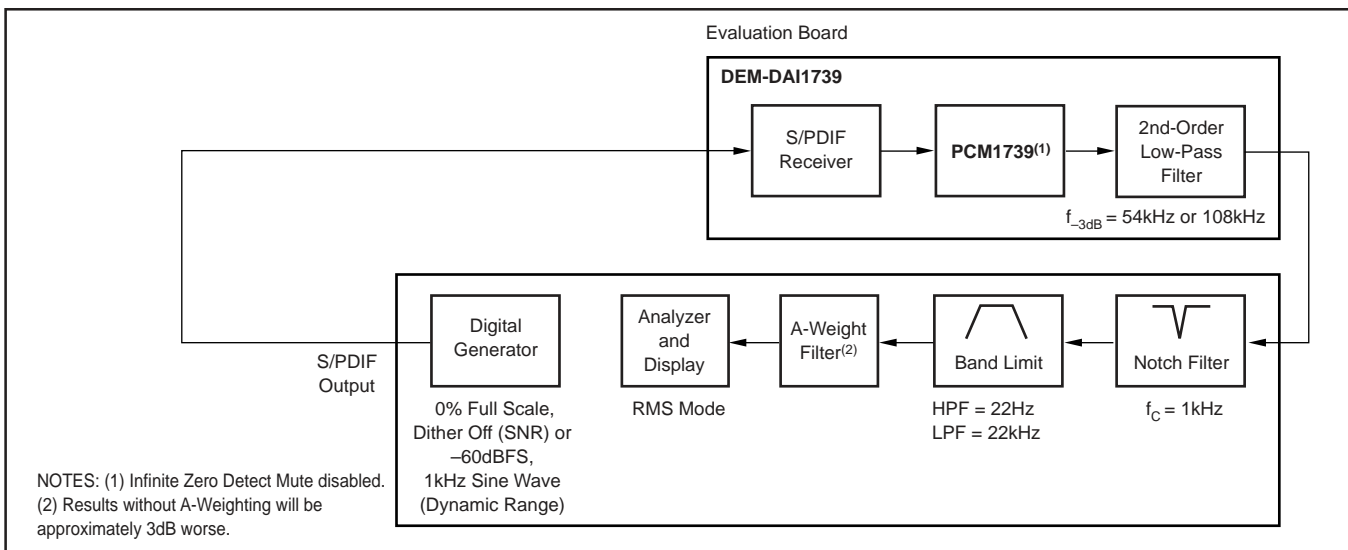 Evaluation Board
DEM-DAI1739
S/PDIF
Receiver
PCM1739(1)
2nd-Order
Low-Pass
Filter
f–3dB = 54kHz or 108kHz
S/PDIF
Output
Digital
Generator
0% Full Scale,
Dither Off (SNR) or
–60dBFS,
1kHz Sine Wave
(Dynamic Range)
Analyzer
and
Display
RMS Mode
A-Weight
Filter(2)
Band Limit
HPF = 22Hz
LPF = 22kHz
Notch Filter
fC = 1kHz
NOTES: (1) Infinite Zero Detect Mute disabled.
(2) Results without A-Weighting will be
approximately 3dB worse.